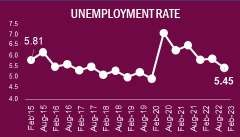 UNEMPLOYMENT RATE
7.5
7.0
6.5
6.0
5.5
5.0
4.5
4.0
5.81
5.45
Feb'15
Aug-15
Feb-16
Aug-16
Feb-17
Aug-17
Feb-18
Aug-18
Feb-19
Aug-19
Feb-20
Aug-20
Feb-21
Aug-21
Feb-22
Aug-22
Feb-23